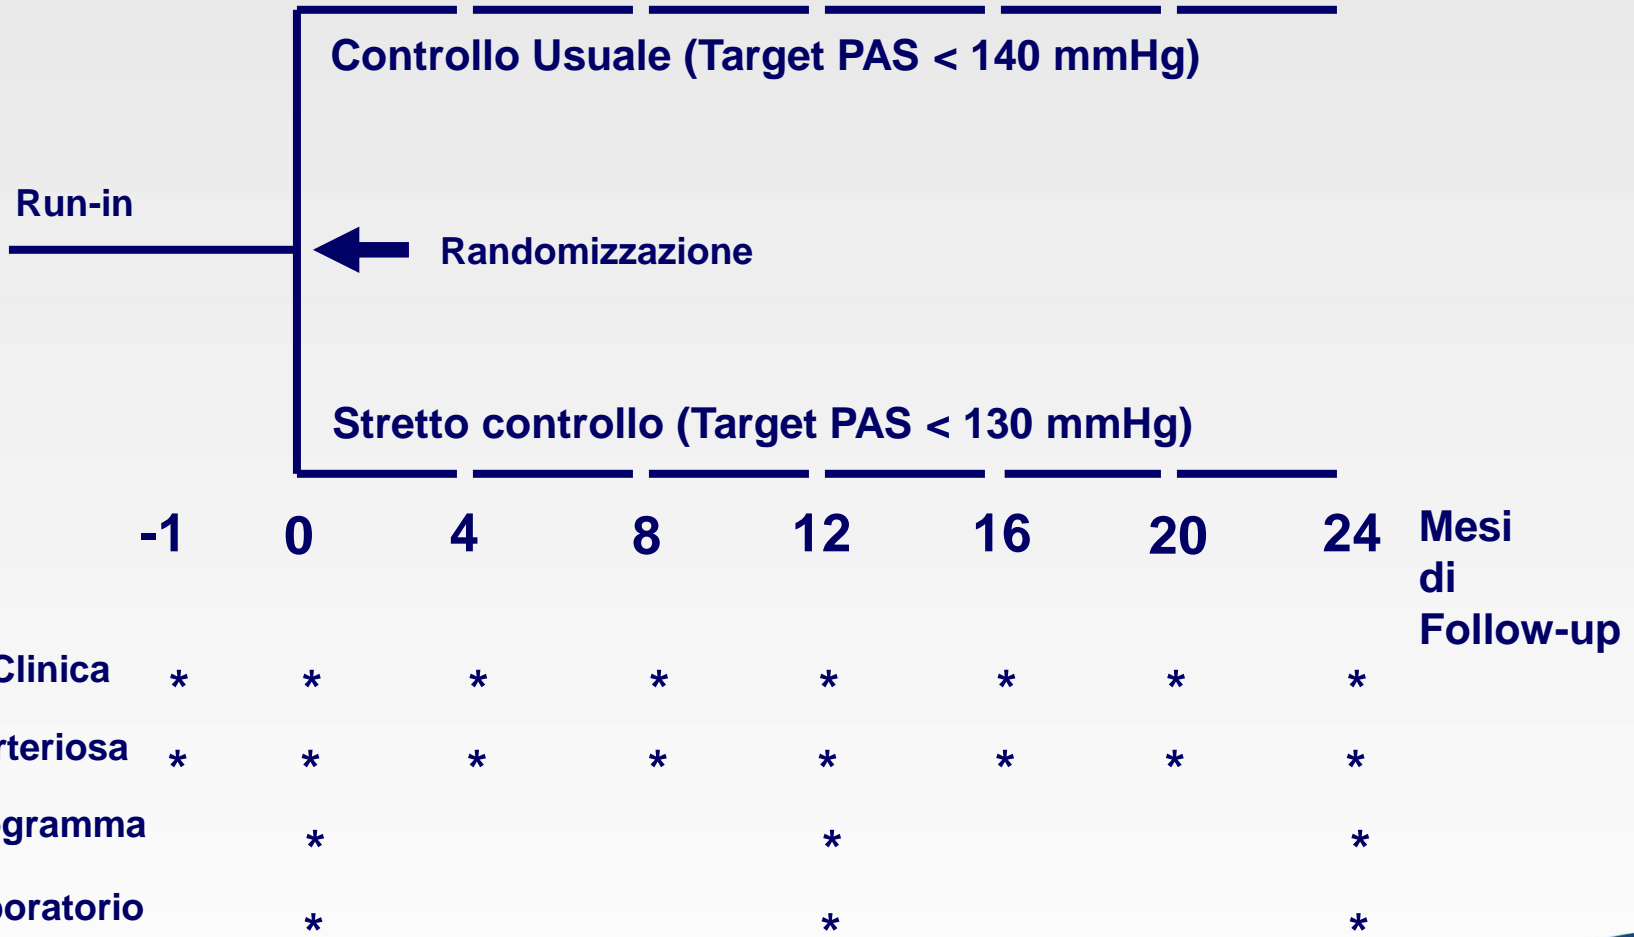 Controllo Usuale (Target PAS < 140 mmHg)
Run-in
Randomizzazione
Stretto controllo (Target PAS < 130 mmHg)
-1 0 4 8 12 16 20 24 Mesi
di
Follow-up
Clinica * * * * * * * *
rteriosa * * * * * * * *
gramma * * *
oratorio * * *